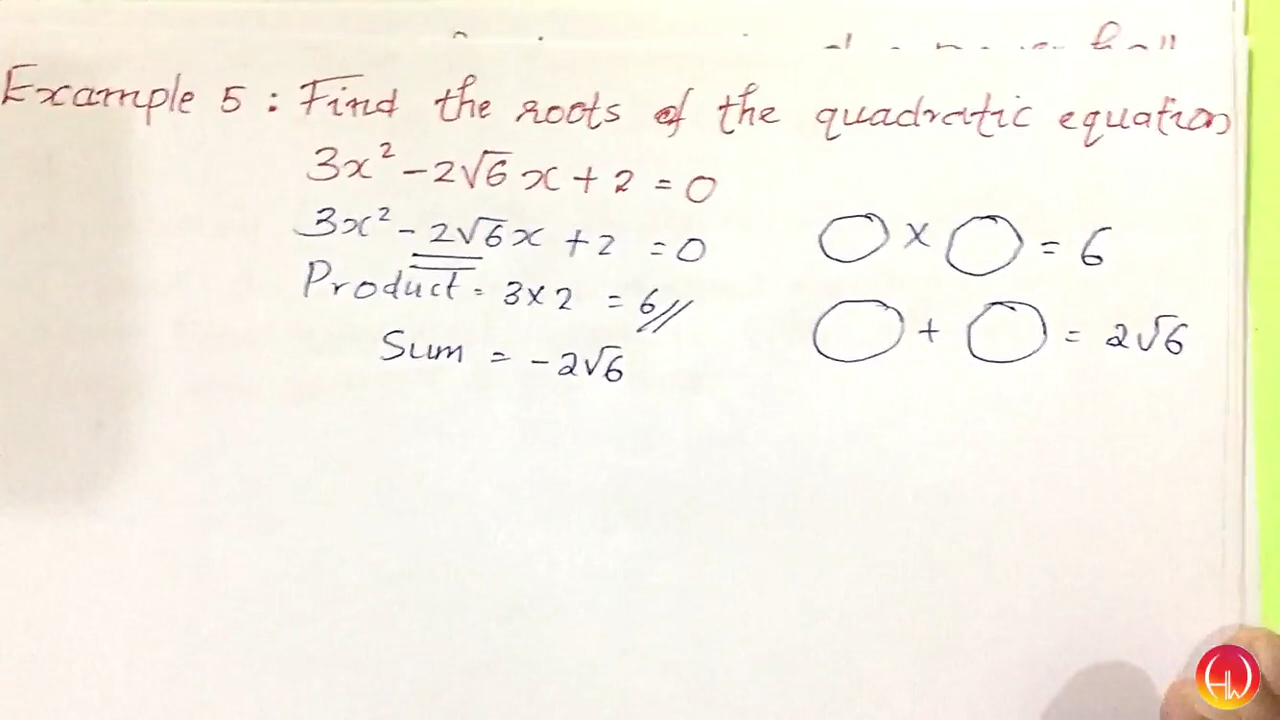 Example 5 : Find the roots of the quadratic equation
3x² - 2√6 x + 2 = 0
3x² - 2√6x + 2 = 0
Product = 3 x 2 = 6//
Sum = - 2√6
◯ x ◯ = 6
◯ + ◯ = 2√6